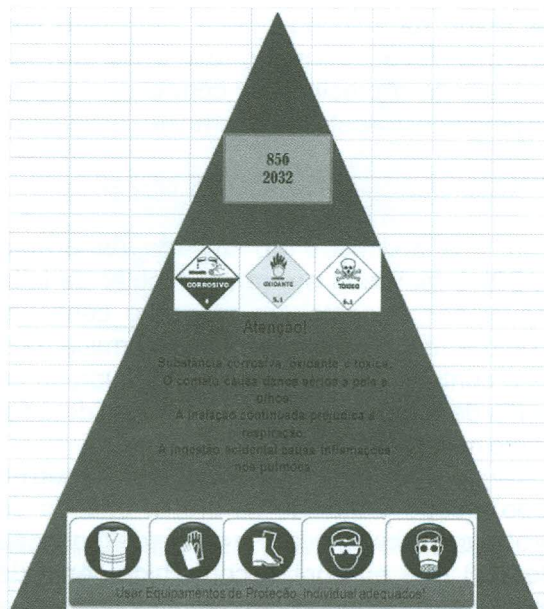 856
2032
CORROSIVO
8
OXIDANTE
5.1
TÓXICO
6.1
Atenção!
Substância corrosiva, oxidante e tóxica.
O contato causa danos sérios a pele e
olhos.
A inalação continuada prejudica a
respiração.
A ingestão acidental causa inflamações
nos pulmões.
Usar Equipamentos de Proteção Individual adequados!